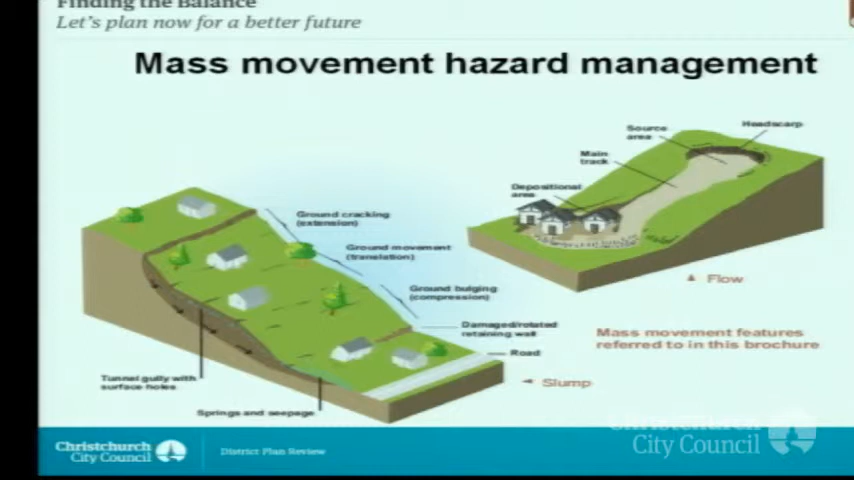 Finding the Balance
Let's plan now for a better future
Mass movement hazard management
Headscarp
Source
area
Main
track
Depositional
area
Ground cracking
(extension)
Ground movement
(translation)
Ground bulging
(compression)
Flow
Damaged/rotated
retaining wall
Road
Mass movement features
referred to in this brochure
Slump
Tunnel gully with
surface holes
Springs and seepage
Christchurch
City Council
District Plan Review
Christchurch
City Council